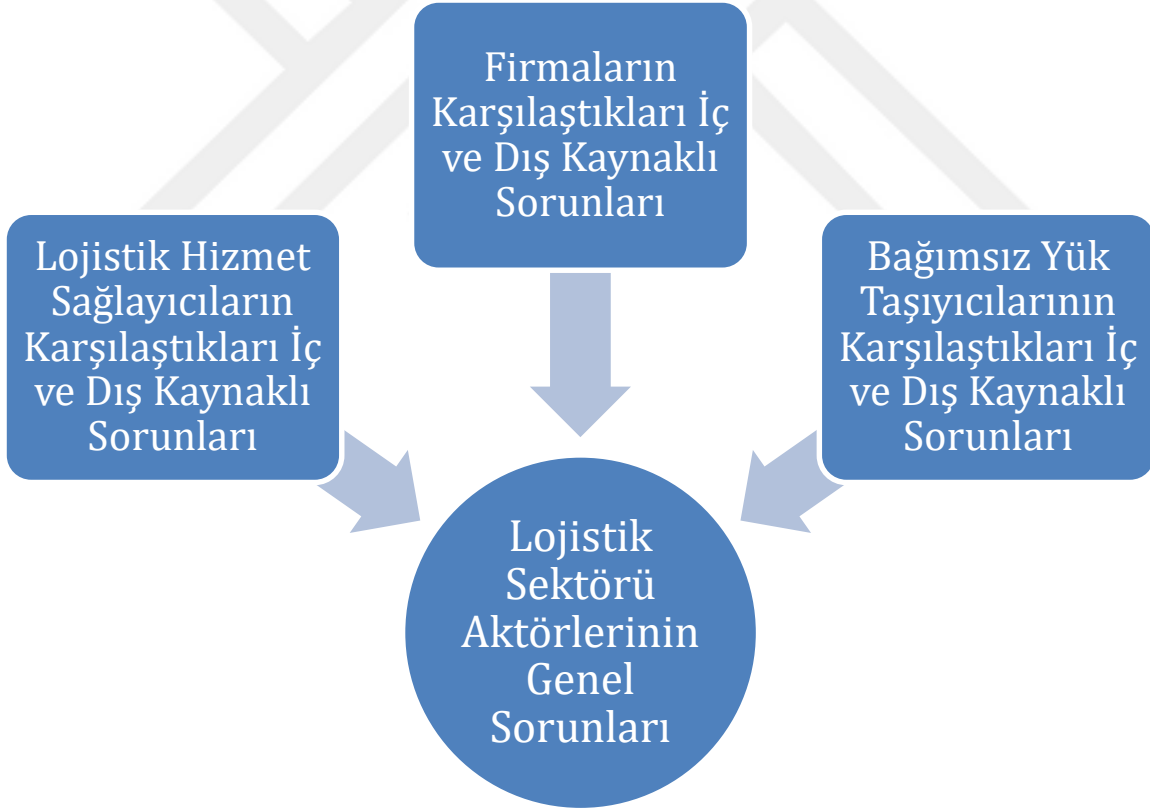 Firmaların
Karşılaştıkları İç
ve Dış Kaynaklı
Sorunları
Lojistik Hizmet
Sağlayıcıların
Karşılaştıkları İç
ve Dış Kaynaklı
Sorunları
Bağımsız Yük
Taşıyıcılarının
Karşılaştıkları İç
ve Dış Kaynaklı
Sorunları
Lojistik
Sektörü
Aktörlerinin
Genel
Sorunları